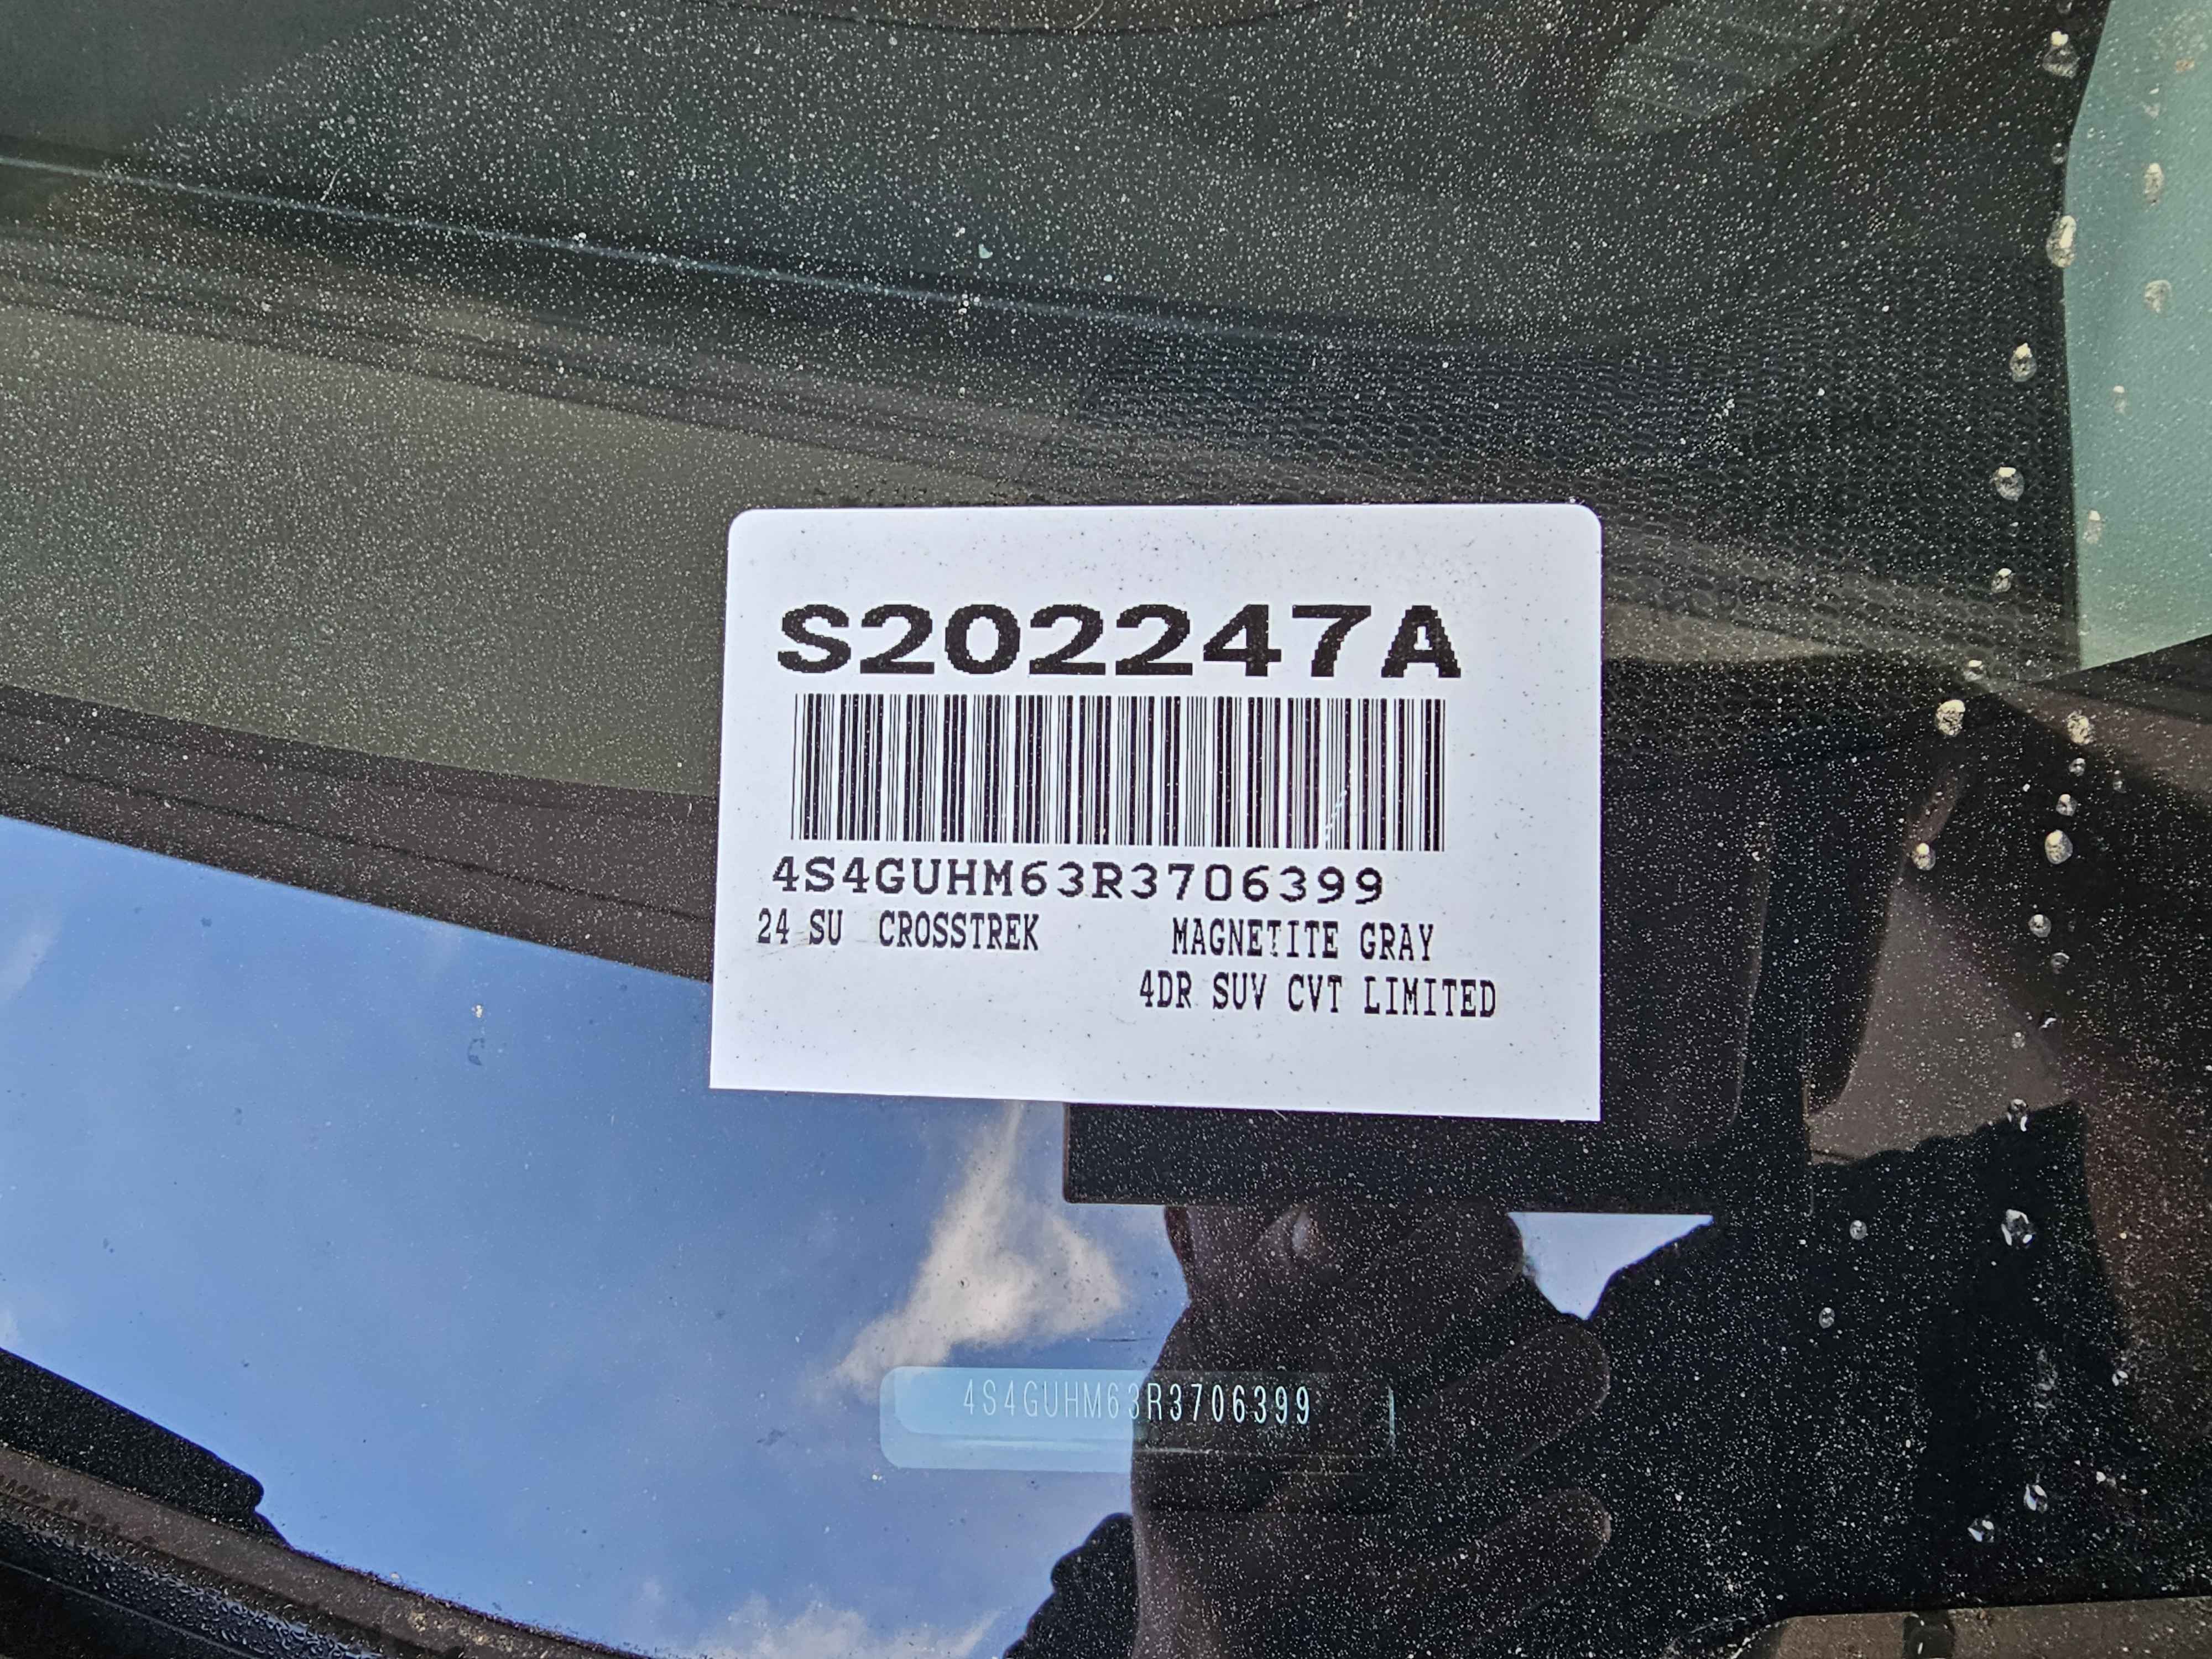 S202247A
4S4GUHM63R3706399
24 SU CROSSTREK MAGNETITE GRAY
4DR SUV CVT LIMITED
4S4GUHM63R3706399